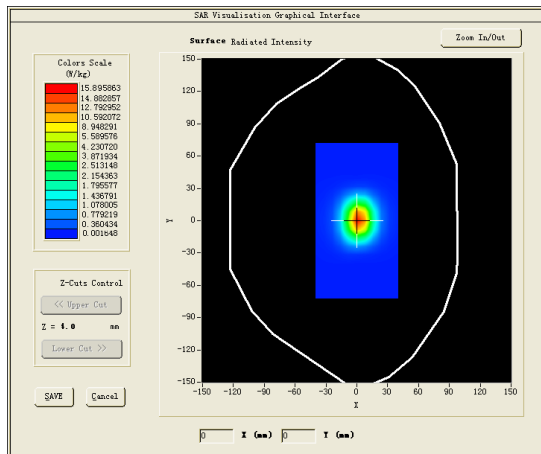 SAR Visualisation Graphical Interface
Surface Radiated Intensity
Zoom In/Out
Colors Scale
(W/kg)
15.895863
14.882857
12.792952
10.592072
8.948291
5.589576
4.230720
3.871934
2.513148
2.154363
1.795577
1.436791
1.078005
0.779219
0.360434
0.001648
Z-Cuts Control
<< Upper Cut
Z = 4.0 mm
Lower Cut >>
SAVE
Cancel
150
120
90
60
30
0
-30
-60
-90
-120
-150
Y
-150 -120 -90 -60 -30 0 30 60 90 120 150
X
0 X (mm) 0 Y (mm)